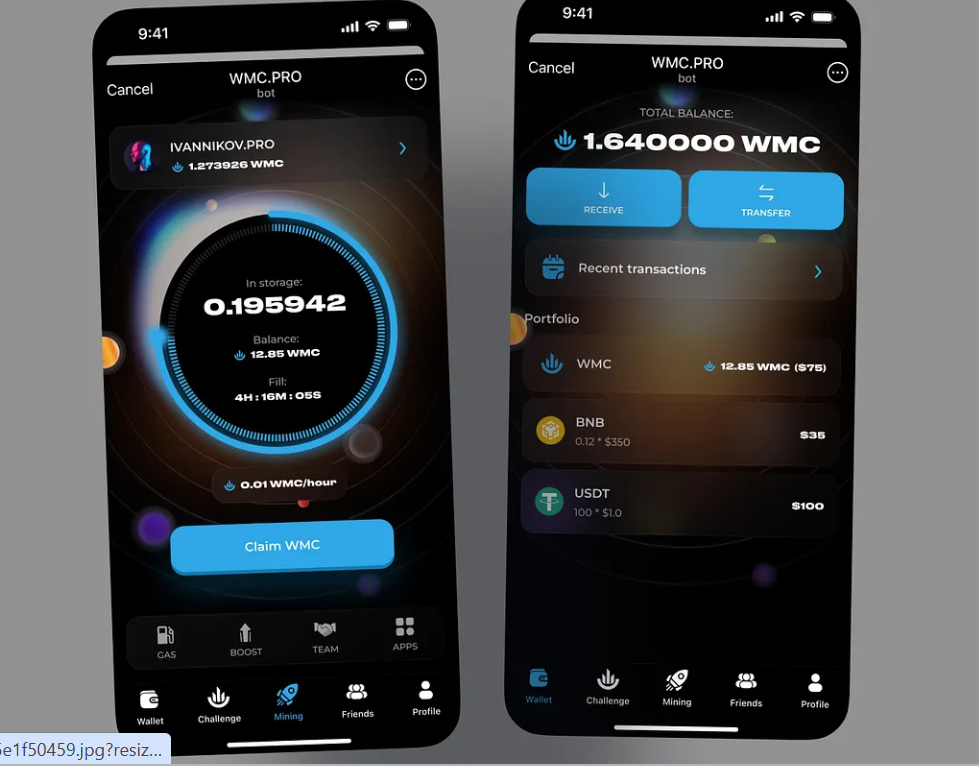 9:41
Cancel
WMC.PRO
bot
IVANNIKOV.PRO
1.273926 WMC
In storage:
0.195942
Balance:
12.85 WMC
Fill:
4H : 16M : 05S
0.01 WMC/hour
Claim WMC
GAS
BOOST
TEAM
APPS
Wallet
Challenge
Mining
Friends
Profile
9:41
Cancel
WMC.PRO
bot
TOTAL BALANCE:
1.640000 WMC
RECEIVE
TRANSFER
Recent transactions
Portfolio
WMC
12.85 WMC ($75)
BNB
0.12 * $350
$35
USDT
100 * $1.0
$100
Wallet
Challenge
Mining
Friends
Profile
5e1f50459.jpg?resiz...